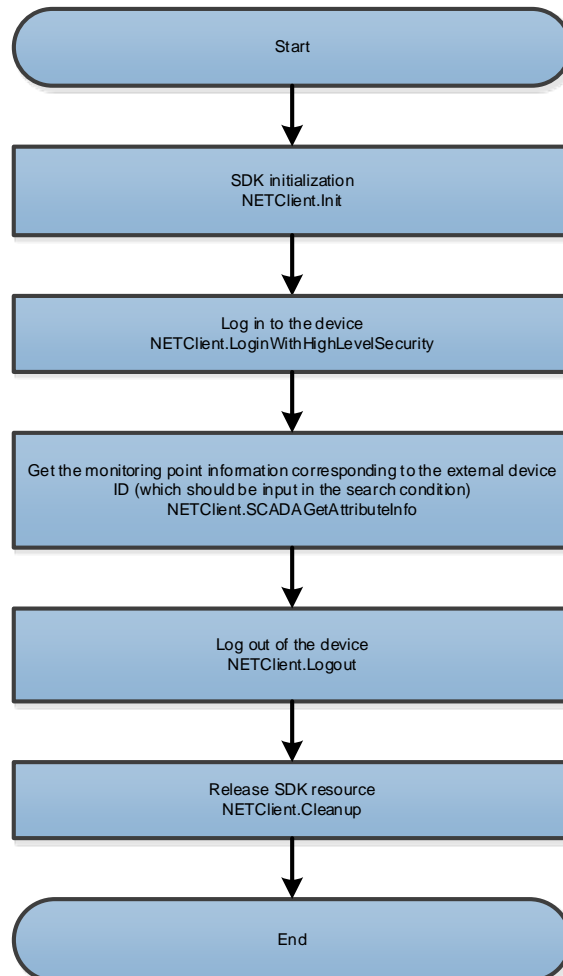 Start
SDK initialization
NETClient.Init
Log in to the device
NETClient.LoginWithHighLevelSecurity
Get the monitoring point information corresponding to the external device
ID (which should be input in the search condition)
NETClient.SCADAGetAttributeInfo
Log out of the device
NETClient.Logout
Release SDK resource
NETClient.Cleanup
End